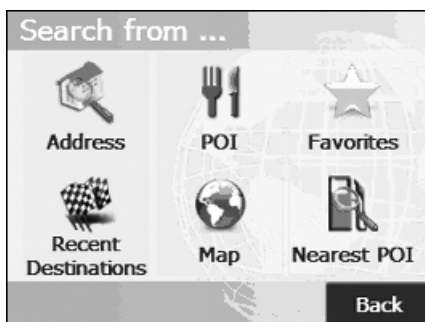 Search from ...
Address
POI
Favorites
Recent
Destinations
Map
Nearest POI
Back